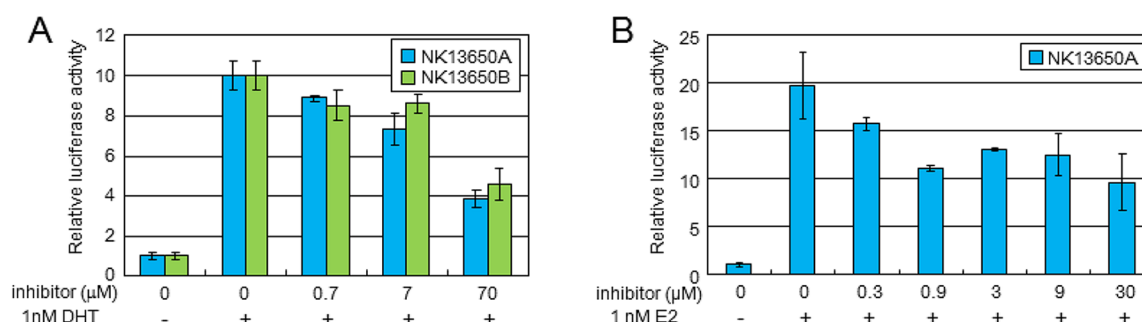 A
Relative luciferase activity
12
10
8
6
4
2
0
NK13650A
NK13650B
inhibitor (μM) 0 0 0.7 7 70
1nM DHT - + + + +
B
Relative luciferase activity
25
20
15
10
5
0
NK13650A
inhibitor (μM) 0 0 0.3 0.9 3 9 30
1 nM E2 - + + + + + +